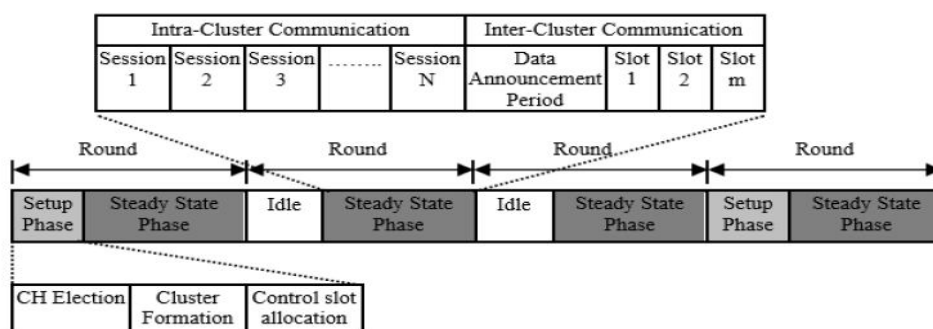 Intra-Cluster Communication Inter-Cluster Communication
Session 1 Session 2 Session 3 ........ Session N Data Announcement Period Slot 1 Slot 2 Slot m
Round Round Round Round
Setup Phase Steady State Phase Idle Steady State Phase Idle Steady State Phase Setup Phase Steady State Phase
CH Election Cluster Formation Control slot allocation